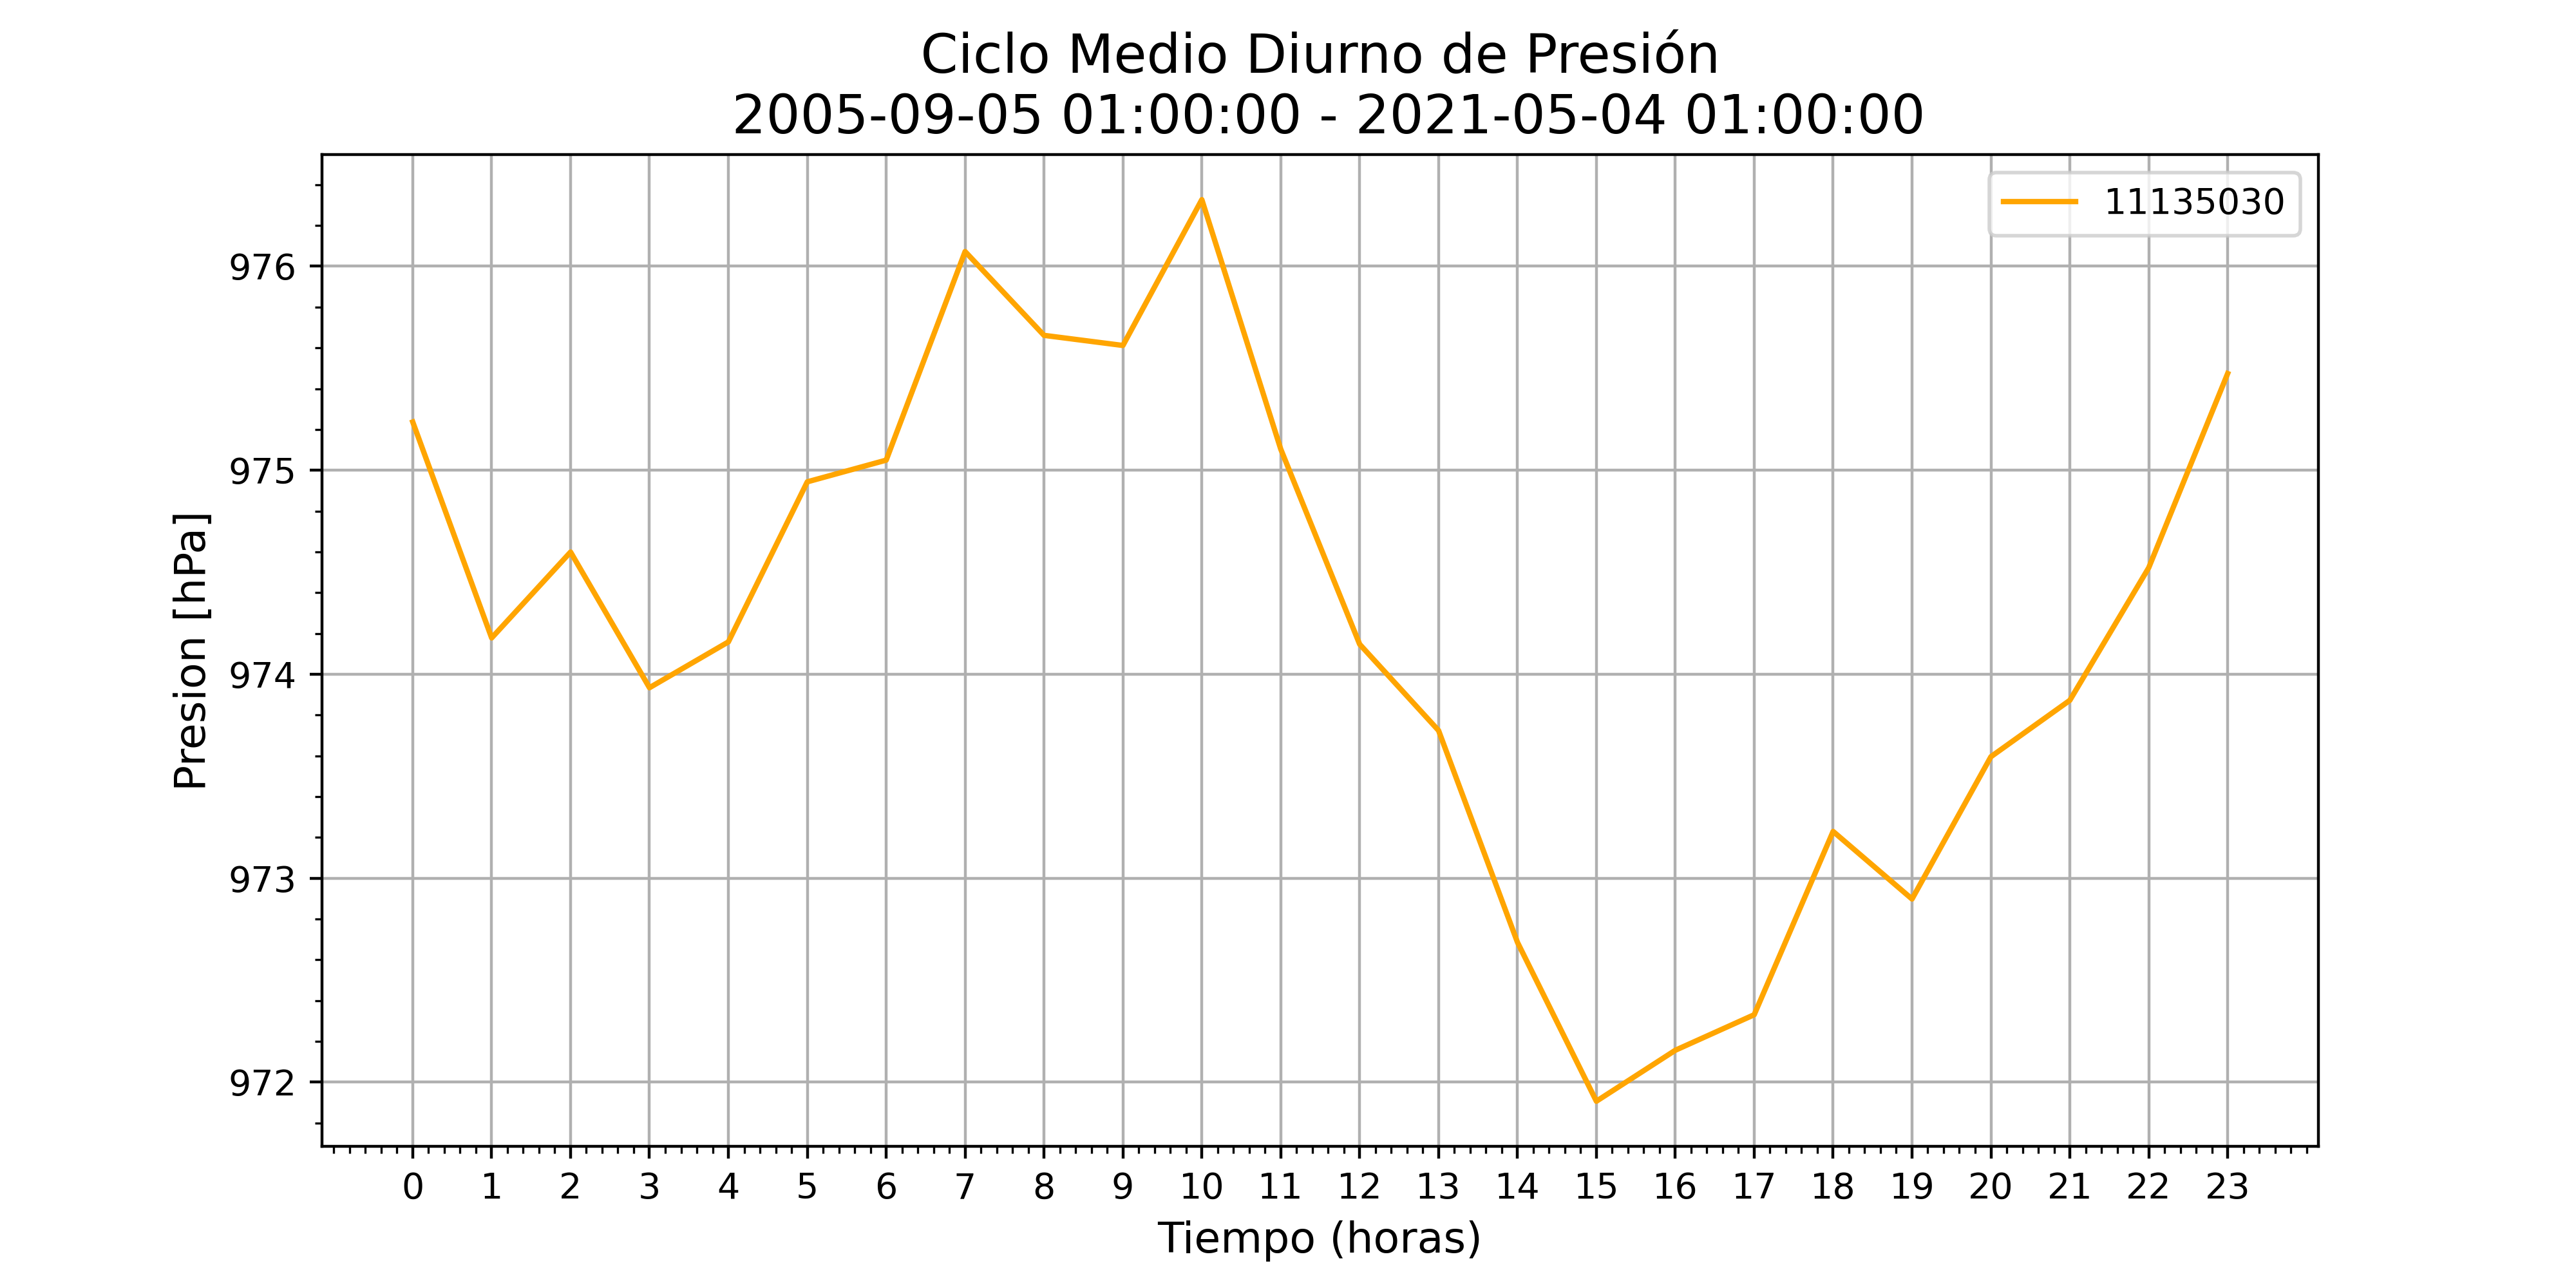 Ciclo Medio Diurno de Presión
2005-09-05 01:00:00 - 2021-05-04 01:00:00
11135030
976
975
974
973
972
Presion [hPa]
0 1 2 3 4 5 6 7 8 9 10 11 12 13 14 15 16 17 18 19 20 21 22 23
Tiempo (horas)